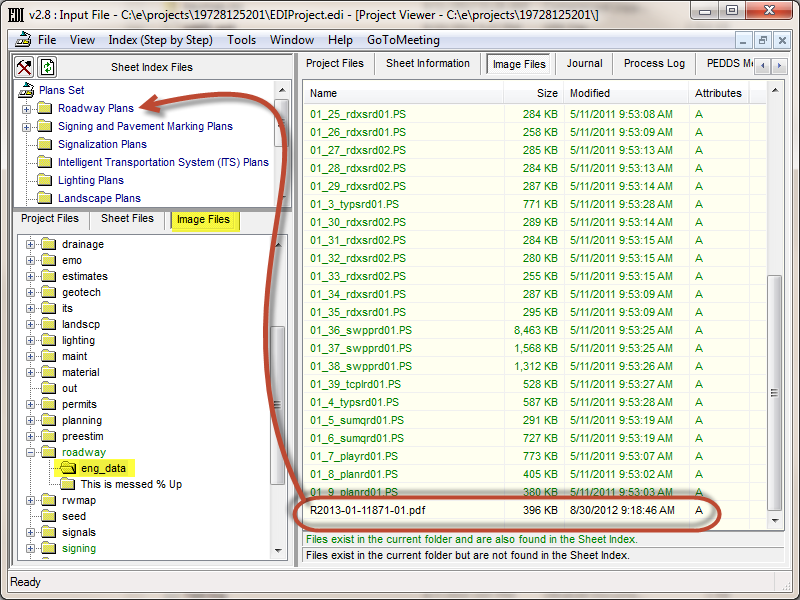 EDI v2.8 : Input File - C:\e\projects\19728125201\EDIProject.edi - [Project Viewer - C:\e\projects\19728125201\]
File View Index (Step by Step) Tools Window Help GoToMeeting
Sheet Index Files
Plans Set
Roadway Plans
Signing and Pavement Marking Plans
Signalization Plans
Intelligent Transportation System (ITS) Plans
Lighting Plans
Landscape Plans
Project Files Sheet Files Image Files
drainage
emo
estimates
geotech
its
landscp
lighting
maint
material
out
permits
planning
preestim
roadway
eng_data
This is messed % Up
rwmap
seed
signals
signing
Project Files Sheet Information Image Files Journal Process Log PEDDS
Name Size Modified Attributes
01_25_rdxsrd01.PS 284 KB 5/11/2011 9:53:08 AM A
01_26_rdxsrd01.PS 258 KB 5/11/2011 9:53:09 AM A
01_27_rdxsrd02.PS 285 KB 5/11/2011 9:53:13 AM A
01_28_rdxsrd02.PS 284 KB 5/11/2011 9:53:13 AM A
01_29_rdxsrd02.PS 287 KB 5/11/2011 9:53:14 AM A
01_3_typsrd01.PS 771 KB 5/11/2011 9:53:28 AM A
01_30_rdxsrd02.PS 289 KB 5/11/2011 9:53:14 AM A
01_31_rdxsrd02.PS 284 KB 5/11/2011 9:53:15 AM A
01_32_rdxsrd02.PS 280 KB 5/11/2011 9:53:15 AM A
01_33_rdxsrd02.PS 255 KB 5/11/2011 9:53:15 AM A
01_34_rdxsrd01.PS 295 KB 5/11/2011 9:53:09 AM A
01_35_rdxsrd01.PS 295 KB 5/11/2011 9:53:09 AM A
01_36_swpprd01.PS 8,463 KB 5/11/2011 9:53:25 AM A
01_37_swpprd01.PS 1,568 KB 5/11/2011 9:53:25 AM A
01_38_swpprd01.PS 1,312 KB 5/11/2011 9:53:26 AM A
01_39_tcplrd01.PS 528 KB 5/11/2011 9:53:27 AM A
01_4_typsrd01.PS 587 KB 5/11/2011 9:53:28 AM A
01_5_sumqrd01.PS 291 KB 5/11/2011 9:53:19 AM A
01_6_sumqrd01.PS 727 KB 5/11/2011 9:53:19 AM A
01_7_playrd01.PS 773 KB 5/11/2011 9:53:07 AM A
01_8_planrd01.PS 405 KB 5/11/2011 9:53:02 AM A
01_9_planrd01.PS 380 KB 5/11/2011 9:53:03 AM A
R2013-01-11871-01.pdf 396 KB 8/30/2012 9:18:46 AM A
Files exist in the current folder and are also found in the Sheet Index.
Files exist in the current folder but are not found in the Sheet Index.
Ready